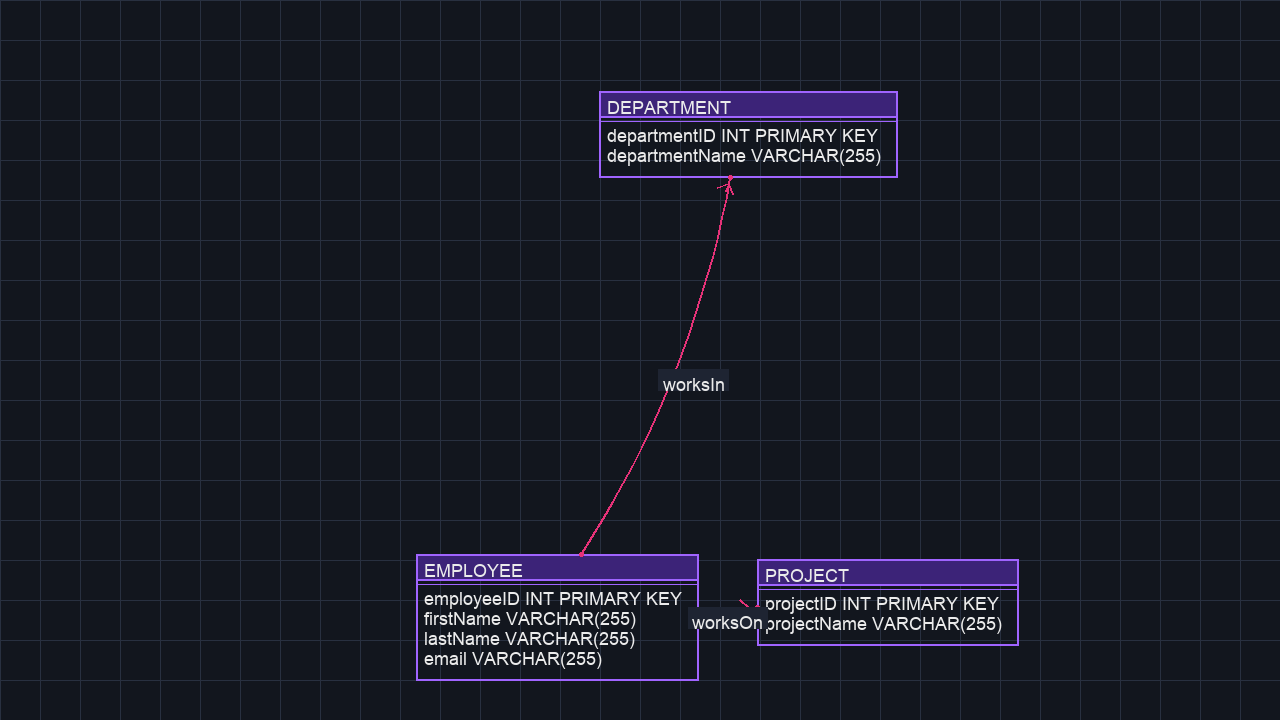 DEPARTMENT
departmentID INT PRIMARY KEY
departmentName VARCHAR(255)
worksIn
EMPLOYEE
employeeID INT PRIMARY KEY
firstName VARCHAR(255)
lastName VARCHAR(255)
email VARCHAR(255)
worksOn
PROJECT
projectID INT PRIMARY KEY
projectName VARCHAR(255)